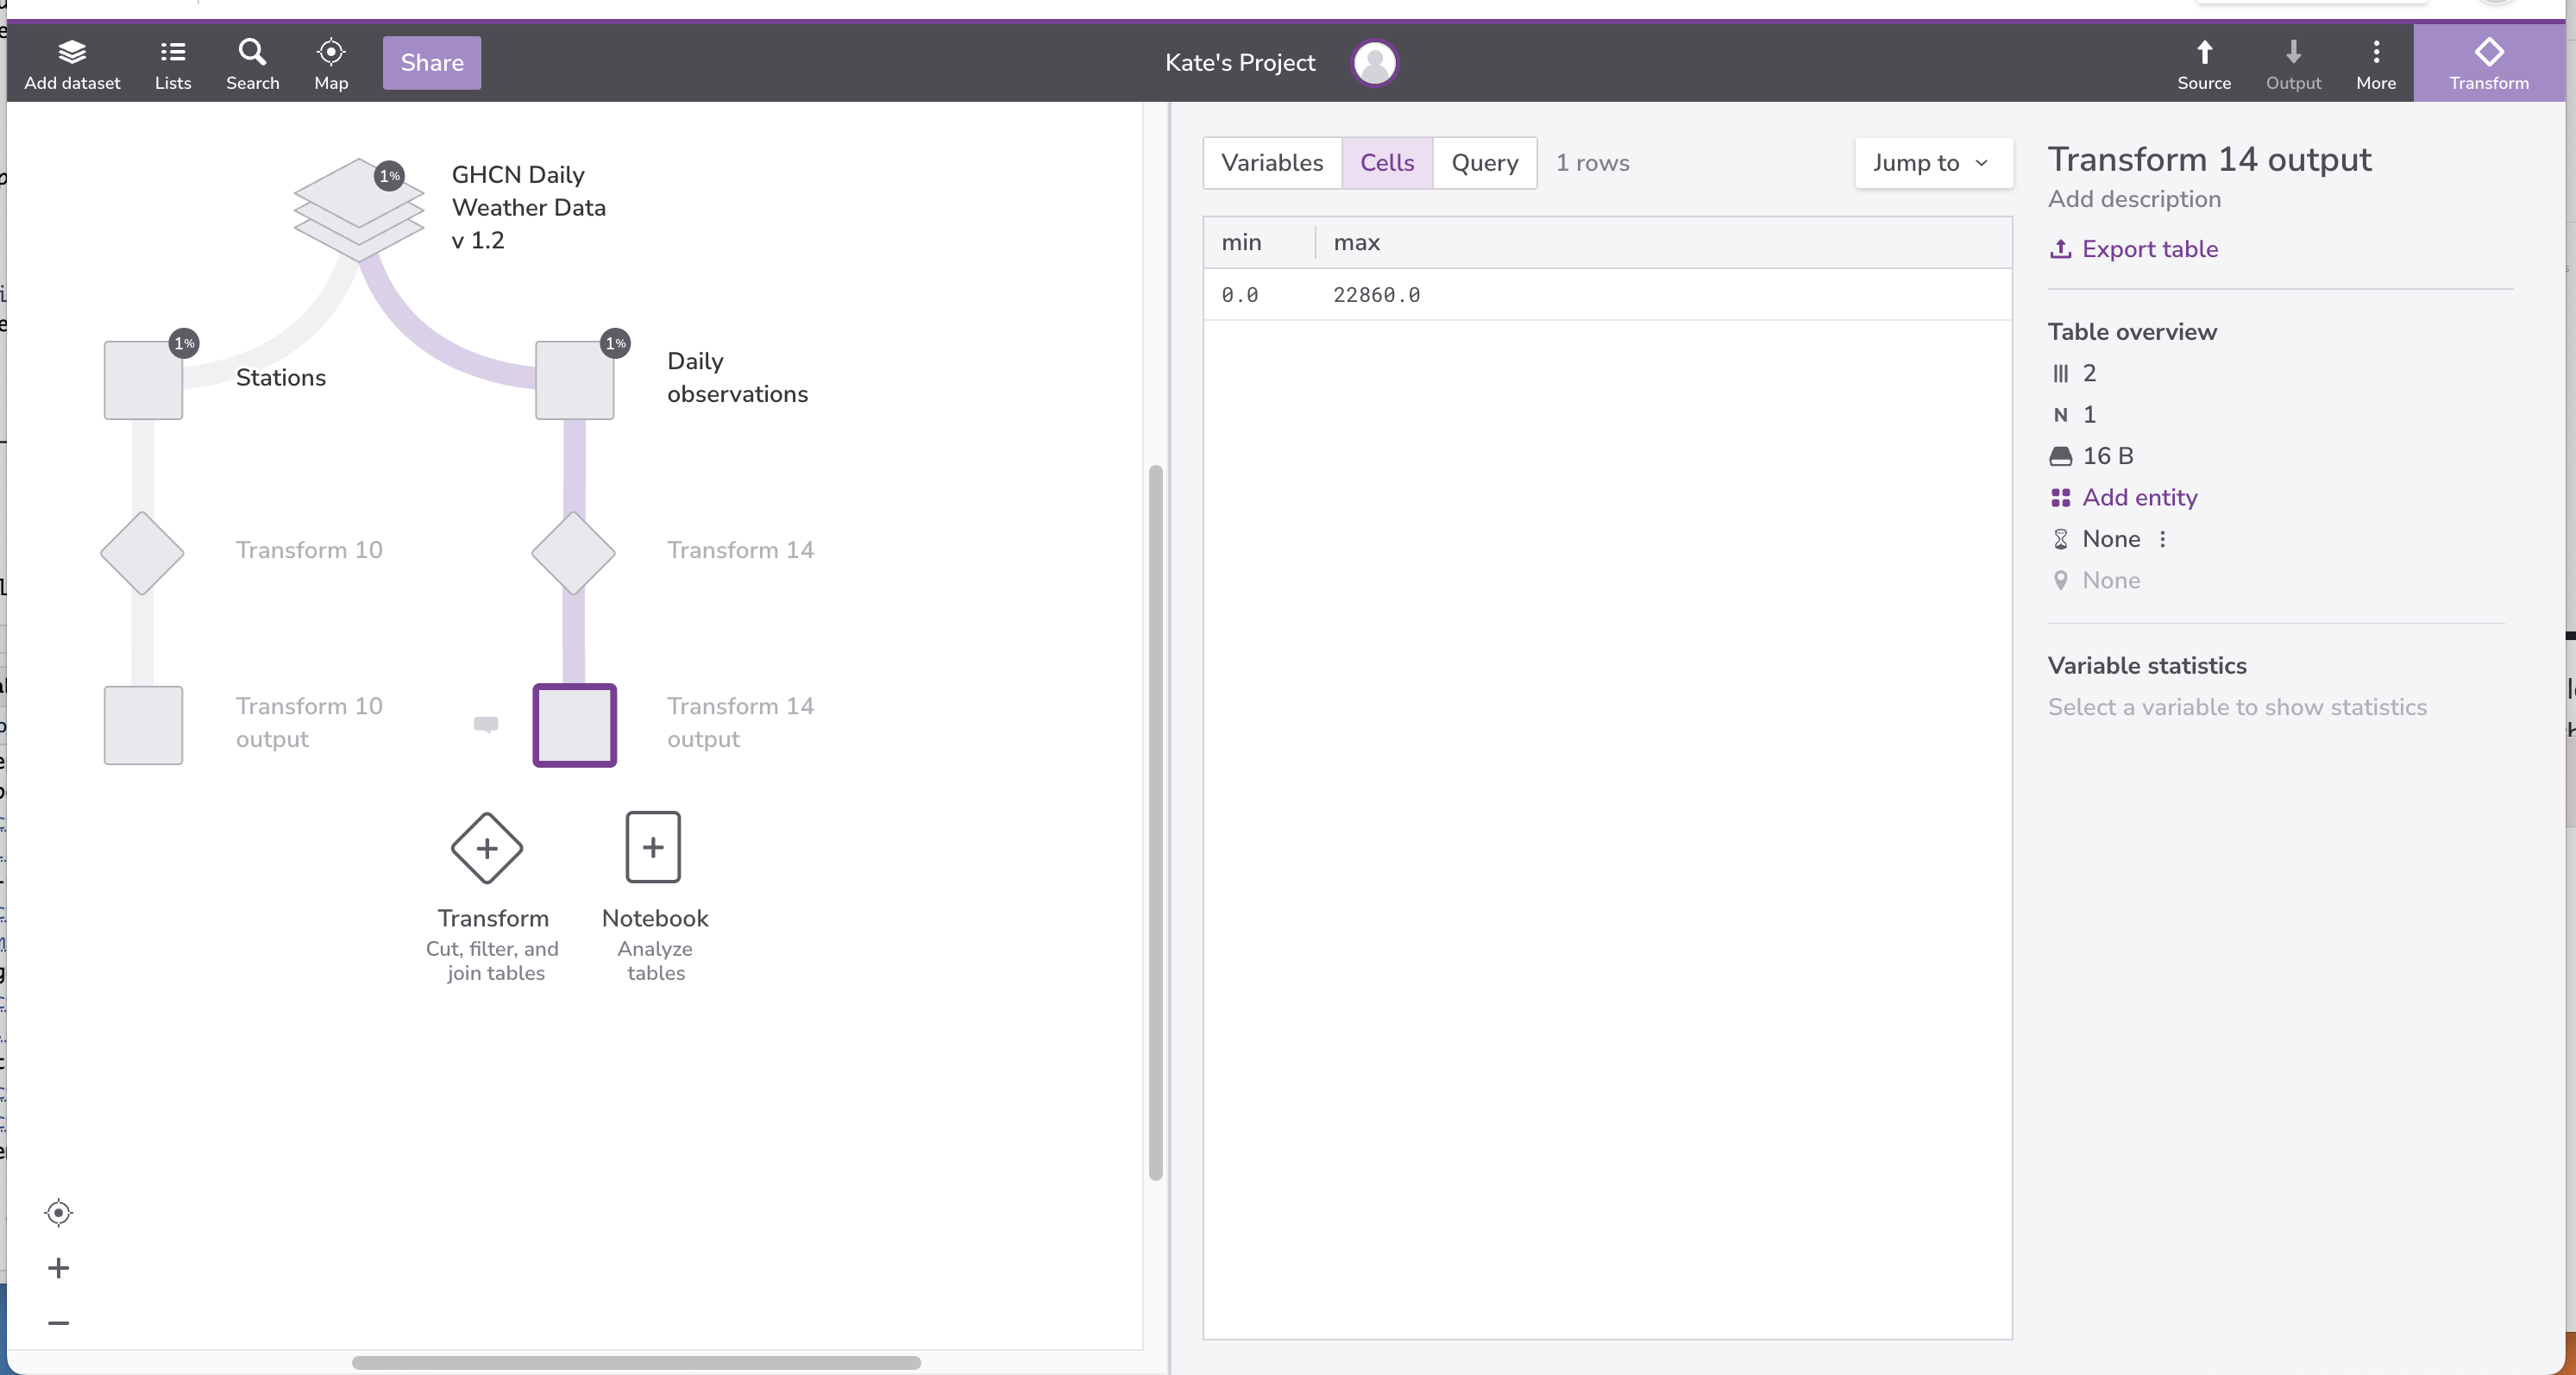 Add dataset
Lists
Search
Map
Share
Kate's Project
Source
Output
More
Transform
1%
GHCN Daily
Weather Data
v 1.2
1%
Stations
1%
Daily
observations
Transform 10
Transform 14
Transform 10
output
Transform 14
output
Transform
Cut, filter, and
join tables
Notebook
Analyze
tables
Variables
Cells
Query
1 rows
Jump to
min
max
0.0
22860.0
Transform 14 output
Add description
Export table
Table overview
2
N 1
16 B
Add entity
None
None
Variable statistics
Select a variable to show statistics